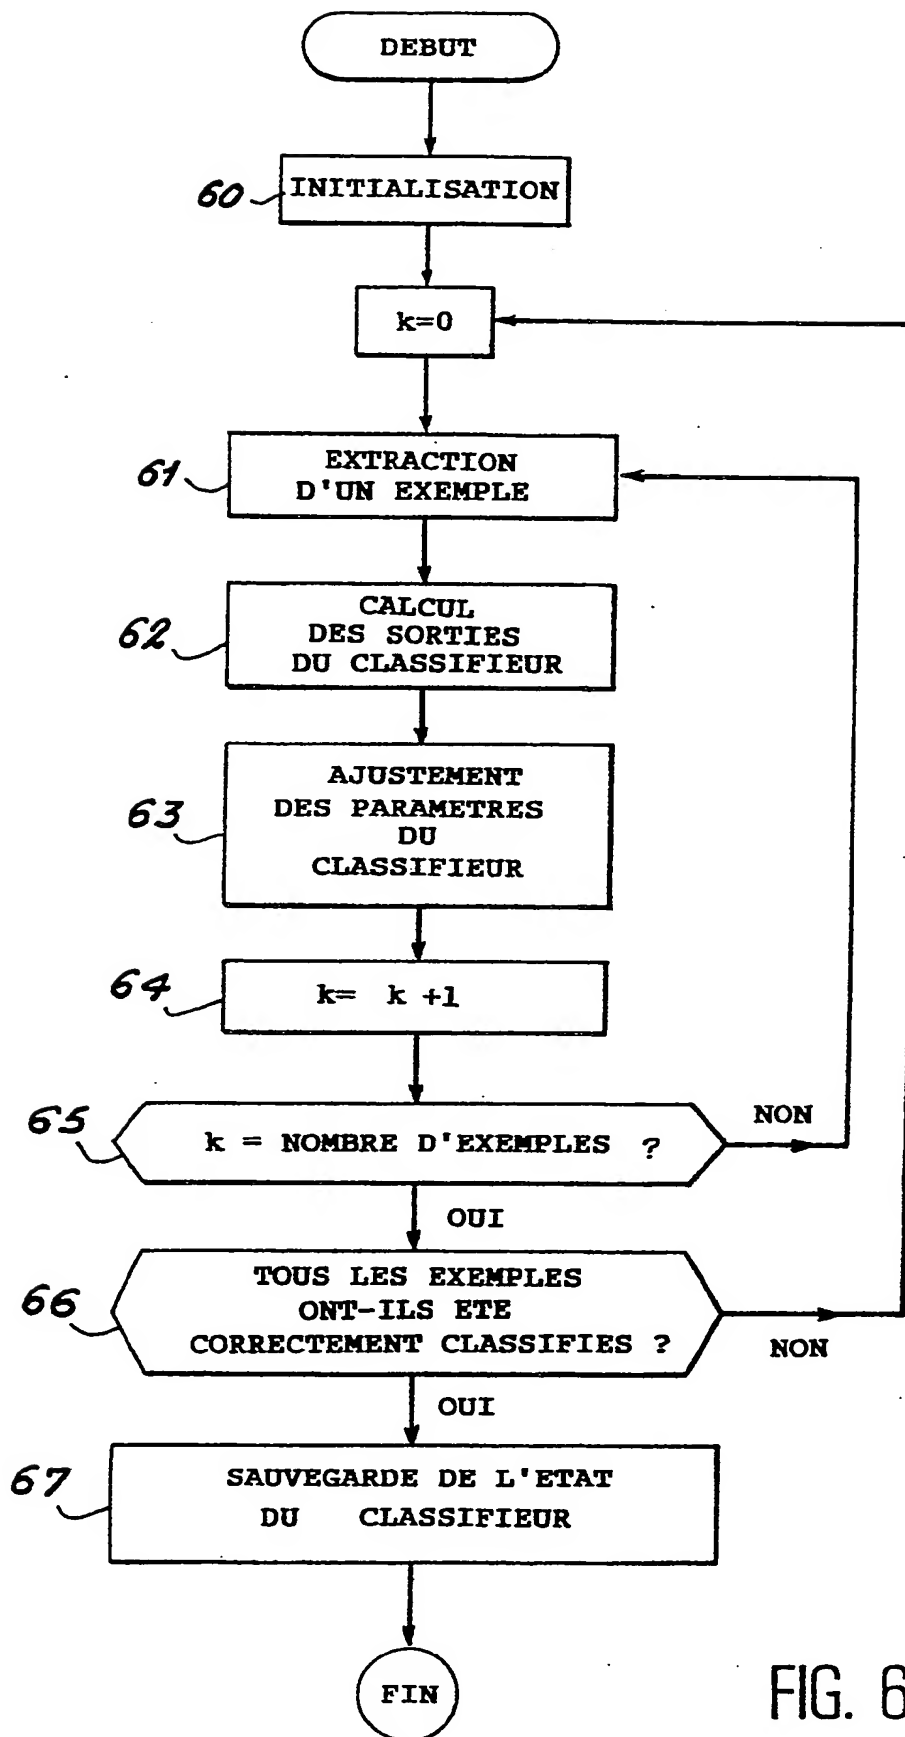 DEBUT
60
INITIALISATION
k=0
61
EXTRACTION
D'UN EXEMPLE
62
CALCUL
DES SORTIES
DU CLASSIFIEUR
63
AJUSTEMENT
DES PARAMETRES
DU
CLASSIFIEUR
64
k= k +1
65
k = NOMBRE D'EXEMPLES ?
NON
OUI
66
TOUS LES EXEMPLES
ONT-ILS ETE
CORRECTEMENT CLASSIFIES ?
NON
OUI
67
SAUVEGARDE DE L'ETAT
DU CLASSIFIEUR
FIN
FIG. 6